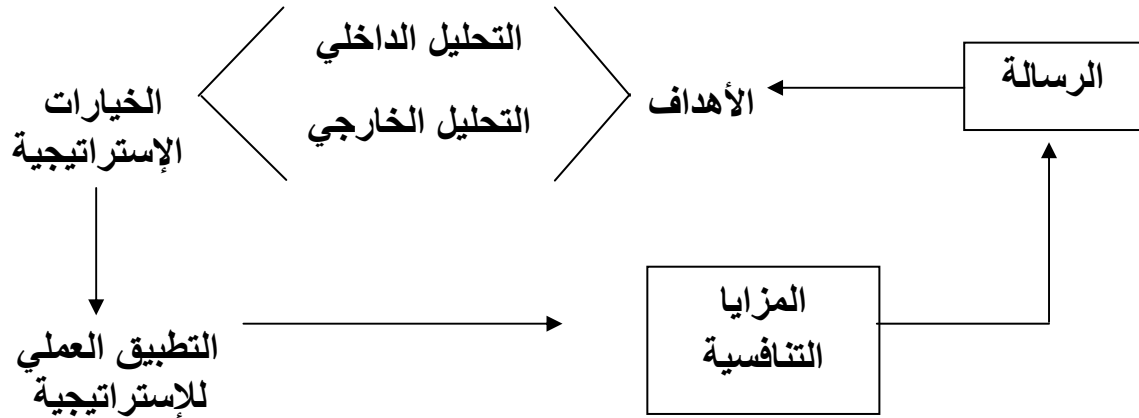 الرسالة
الأهداف
التحليل الداخلي
التحليل الخارجي
الخيارات
الإستراتيجية
التطبيق العملي
للإستراتيجية
المزايا
التنافسية